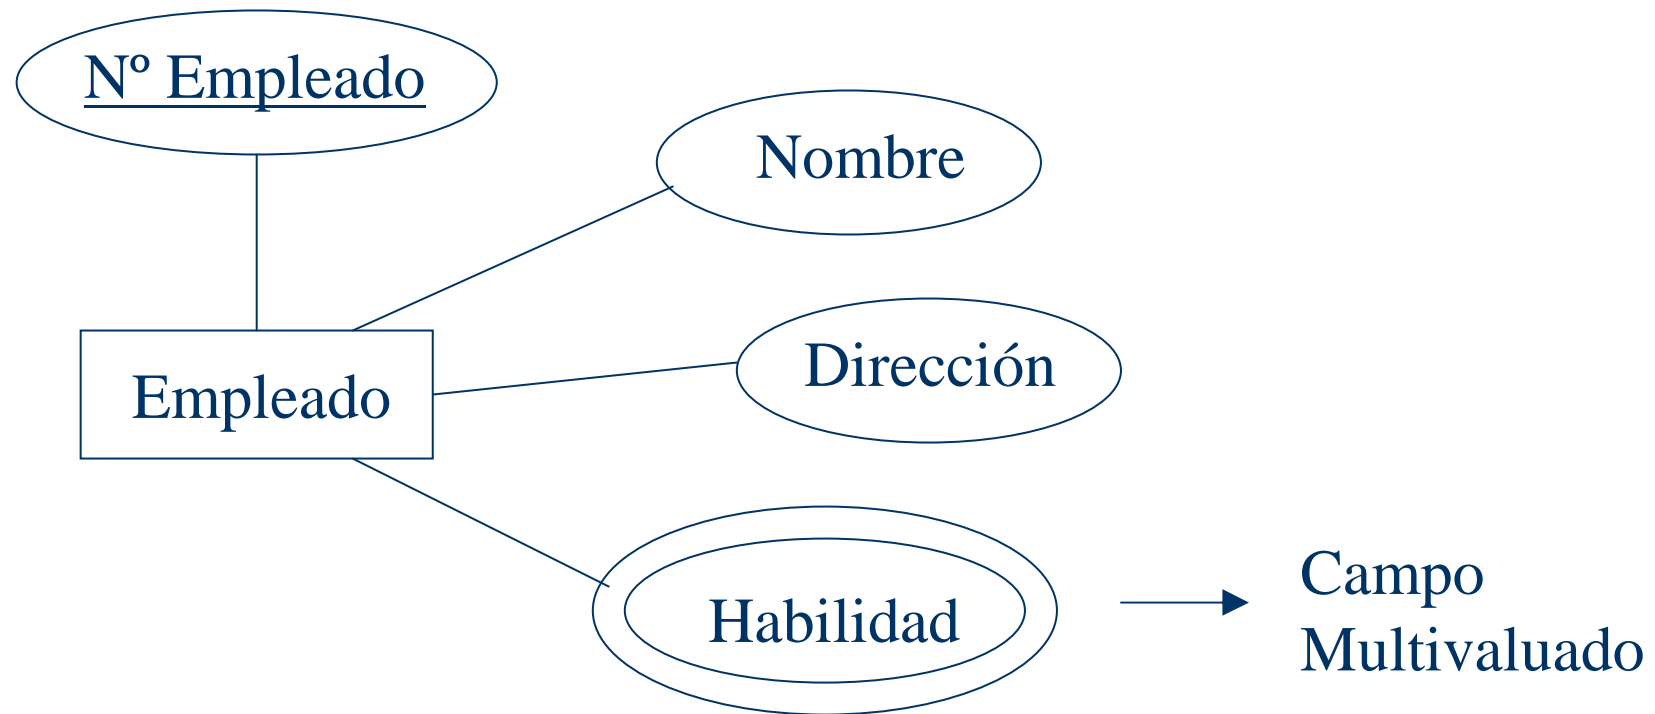 Nº Empleado
Nombre
Dirección
Empleado
Habilidad
Campo
Multivaluado